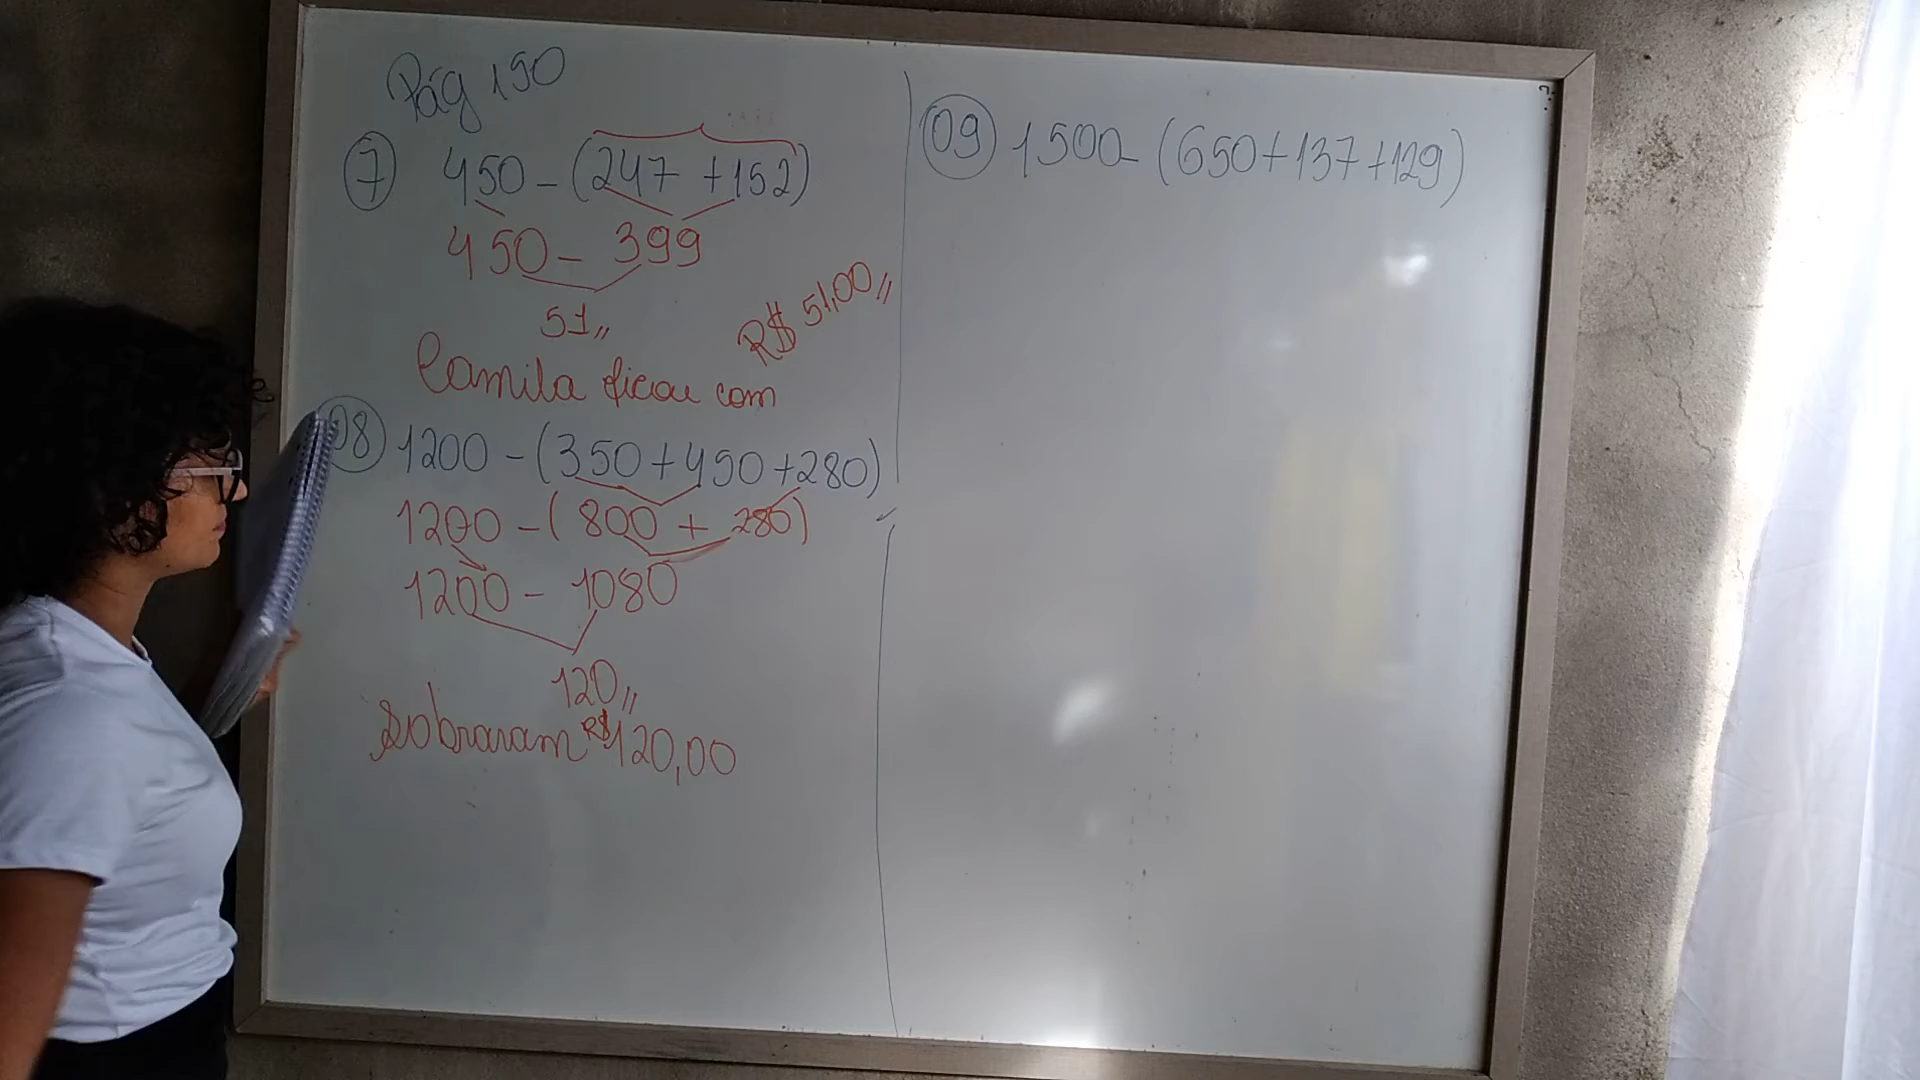 Pág 150
7 450 - (247 + 152)
450 - 399
51,,
Camila ficou com R$ 51,00,,
08 1200 - (350 + 450 + 280)
1200 - (800 + 280)
1200 - 1080
120,,
Sobraram R$ 120,00
09 1500 - (650 + 137 + 129)